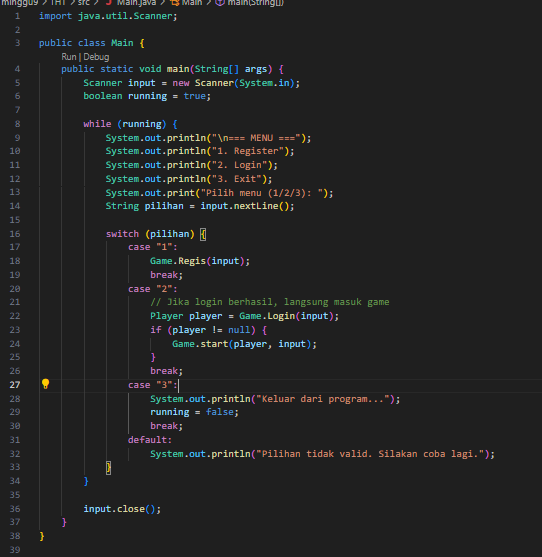 minggu9 > THT > src > J Main.java > Main > main(String[])
1 import java.util.Scanner;
2
3 public class Main {
Run | Debug
4     public static void main(String[] args) {
5         Scanner input = new Scanner(System.in);
6         boolean running = true;
7
8         while (running) {
9             System.out.println("\n=== MENU ===");
10             System.out.println("1. Register");
11             System.out.println("2. Login");
12             System.out.println("3. Exit");
13             System.out.print("Pilih menu (1/2/3): ");
14             String pilihan = input.nextLine();
15
16             switch (pilihan) {
17                 case "1":
18                     Game.Regis(input);
19                     break;
20                 case "2":
21                     // Jika login berhasil, langsung masuk game
22                     Player player = Game.Login(input);
23                     if (player != null) {
24                         Game.start(player, input);
25                     }
26                     break;
27                 case "3":
28                     System.out.println("Keluar dari program...");
29                     running = false;
30                     break;
31                 default:
32                     System.out.println("Pilihan tidak valid. Silakan coba lagi.");
33             }
34         }
35
36         input.close();
37     }
38 }
39